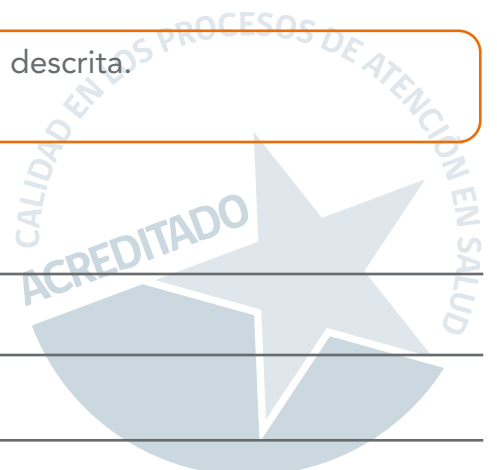 descrita.
CALIDAD EN LOS PROCESOS DE ATENCIÓN EN SALUD
ACREDITADO